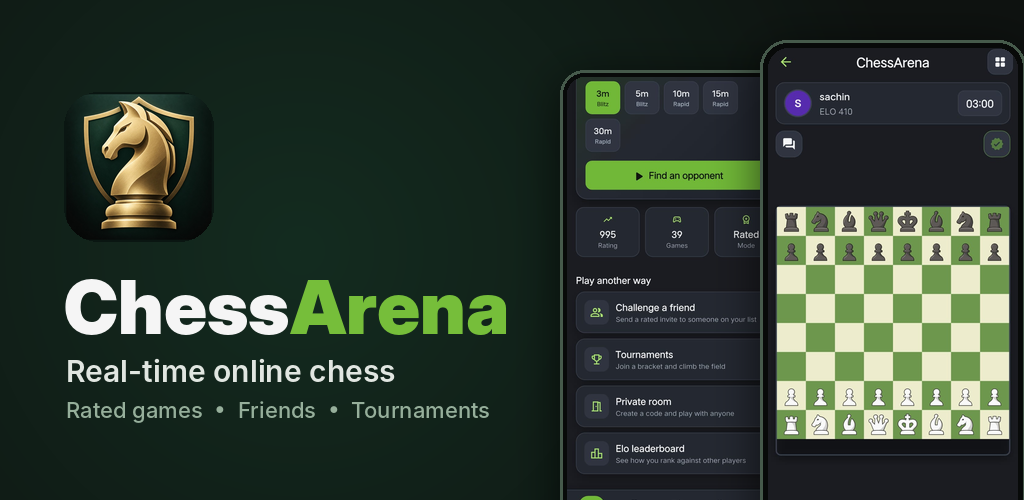 ChessArena
Real-time online chess
Rated games • Friends • Tournaments
3m
Blitz
5m
Blitz
10m
Rapid
15m
Rapid
30m
Rapid
Find an opponent
995
Rating
39
Games
Rated
Mode
Play another way
Challenge a friend
Send a rated invite to someone on your list
Tournaments
Join a bracket and climb the field
Private room
Create a code and play with anyone
Elo leaderboard
See how you rank against other players
ChessArena
S
sachin
ELO 410
03:00